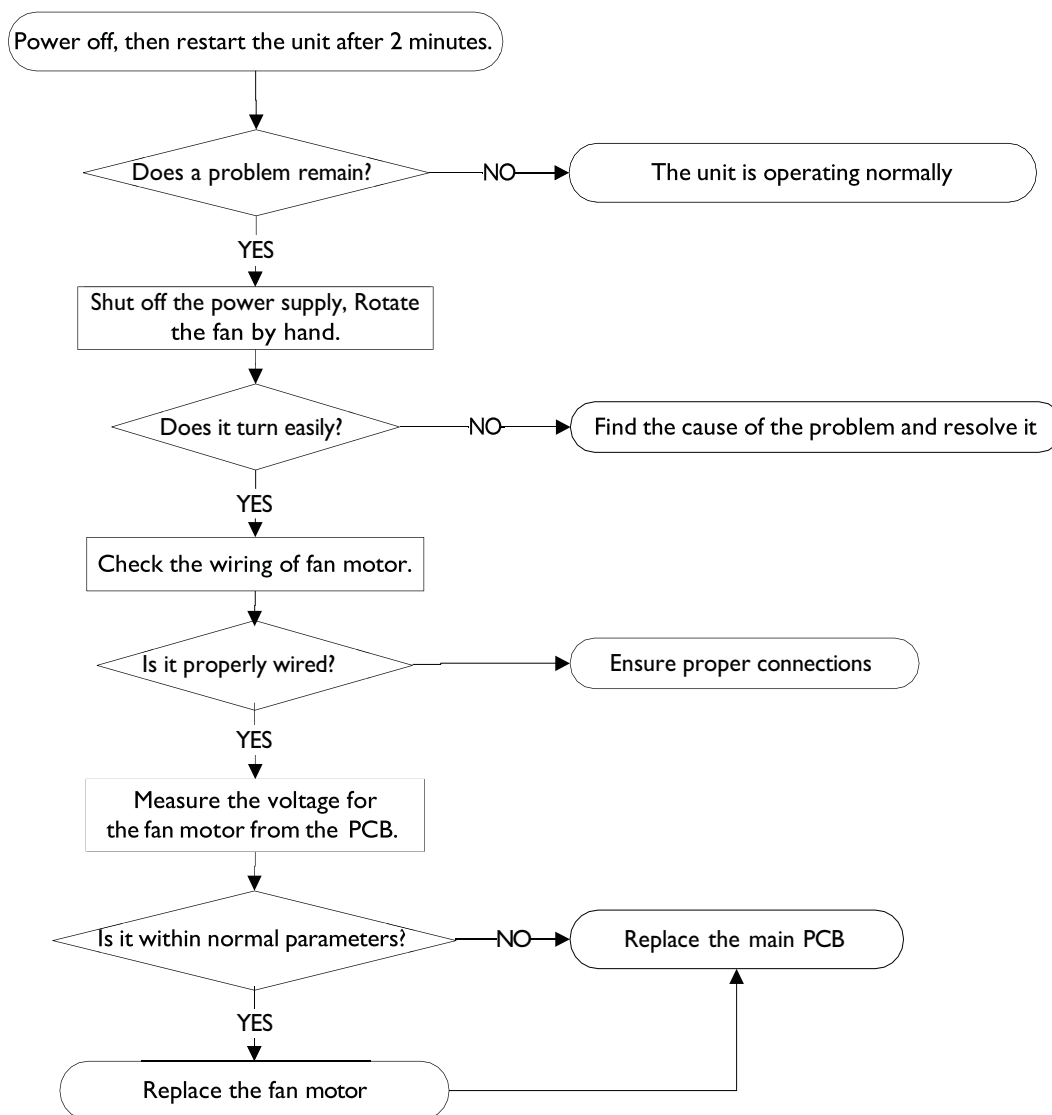 Power off, then restart the unit after 2 minutes.
Does a problem remain?
NO
The unit is operating normally
YES
Shut off the power supply, Rotate
the fan by hand.
Does it turn easily?
NO
Find the cause of the problem and resolve it
YES
Check the wiring of fan motor.
Is it properly wired?
Ensure proper connections
YES
Measure the voltage for
the fan motor from the PCB.
Is it within normal parameters?
NO
Replace the main PCB
YES
Replace the fan motor